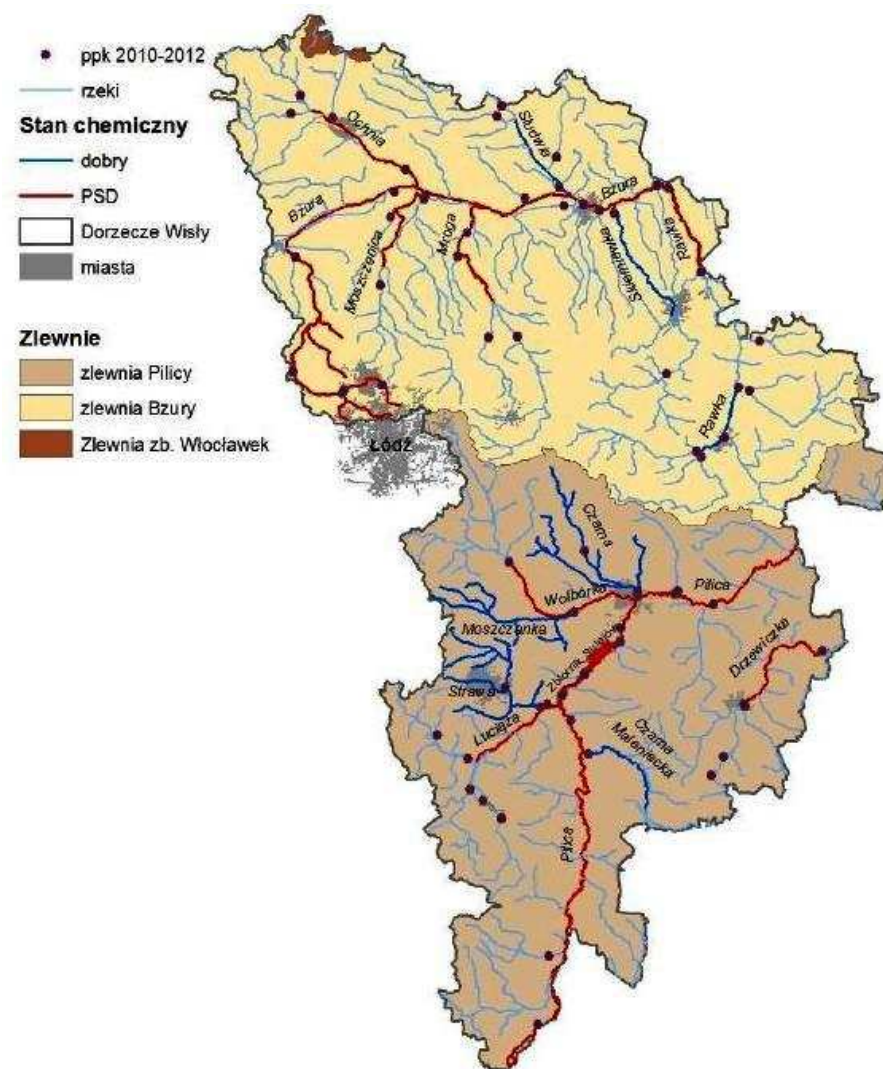 ppk 2010-2012
rzeki
Stan chemiczny
dobry
PSD
Dorzecze Wisły
miasta
Zlewnie
zlewnia Pilicy
zlewnia Bzury
Zlewnia zb. Włocławek
Ochnia
Słudwia
Bzura
Bzura
Rawka
Mroga
Moszczenica
Skierniewka
Rawka
Łódź
Czarna
Wolbórka
Pilica
Moszczanka
Drzewiczka
Zbiornik Sulejów
Strawa
Luciąża
Czarna
Maleniecka
Pilica